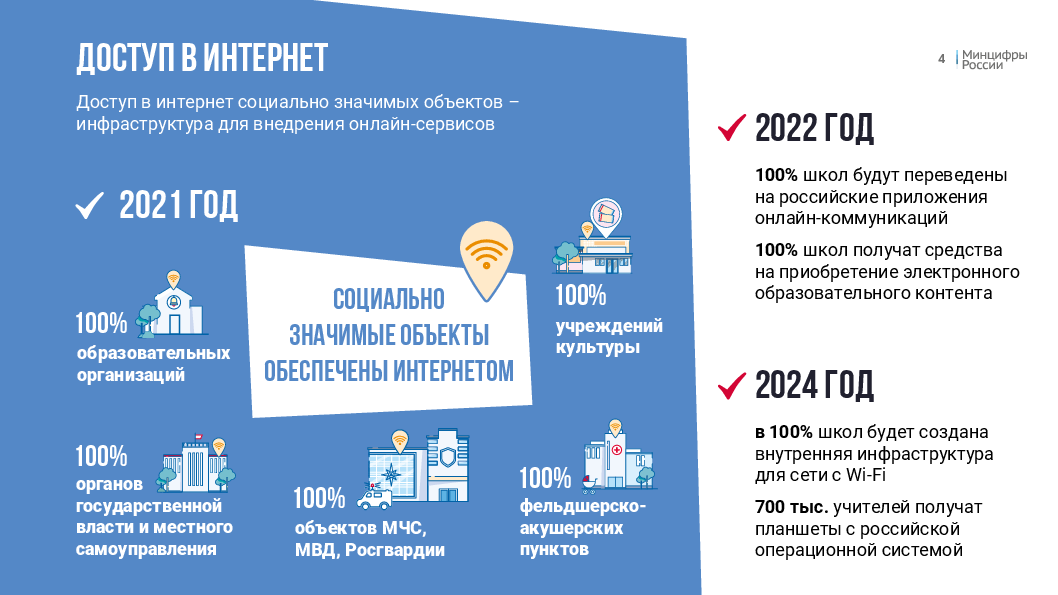 ДОСТУП В ИНТЕРНЕТ
Доступ в интернет социально значимых объектов –
инфраструктура для внедрения онлайн-сервисов
2021 ГОД
СОЦИАЛЬНО
ЗНАЧИМЫЕ ОБЪЕКТЫ
ОБЕСПЕЧЕНЫ ИНТЕРНЕТОМ
100%
образовательных
организаций
100%
учреждений
культуры
100%
органов
государственной
власти и местного
самоуправления
100%
объектов МЧС,
МВД, Росгвардии
100%
фельдшерско-
акушерских
пунктов
4
Минцифры
России
2022 ГОД
100% школ будут переведены
на российские приложения
онлайн-коммуникаций
100% школ получат средства
на приобретение электронного
образовательного контента
2024 ГОД
в 100% школ будет создана
внутренняя инфраструктура
для сети с Wi-Fi
700 тыс. учителей получат
планшеты с российской
операционной системой